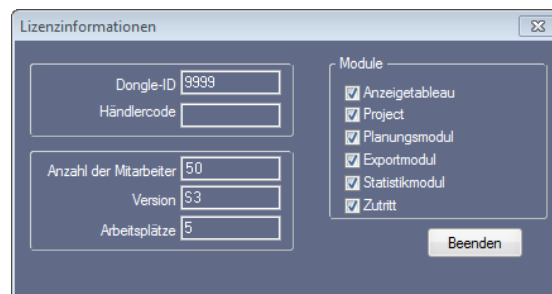 Lizenzinformationen
Dongle-ID 9999
Händlercode
Anzahl der Mitarbeiter 50
Version S3
Arbeitsplätze 5
Module
Anzeigetableau
Project
Planungsmodul
Exportmodul
Statistikmodul
Zutritt
Beenden